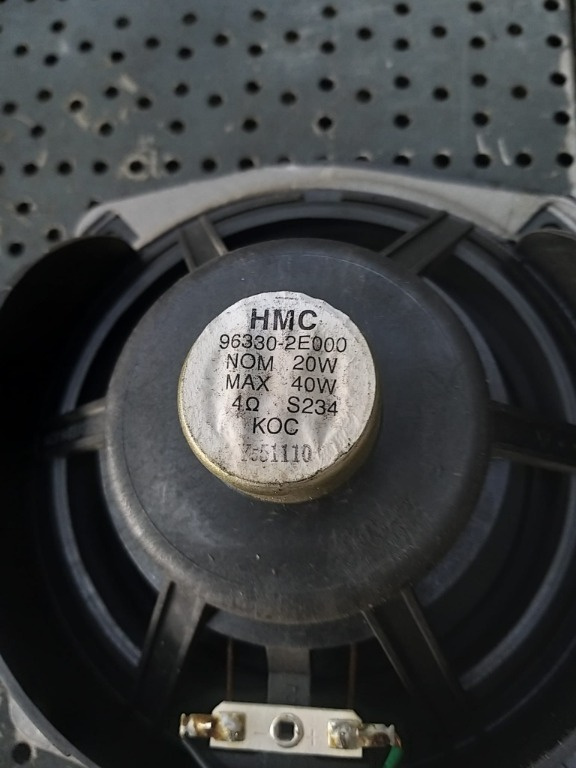 HMC
96330-2E000
NOM 20W
MAX 40W
4Ω S234
KOC